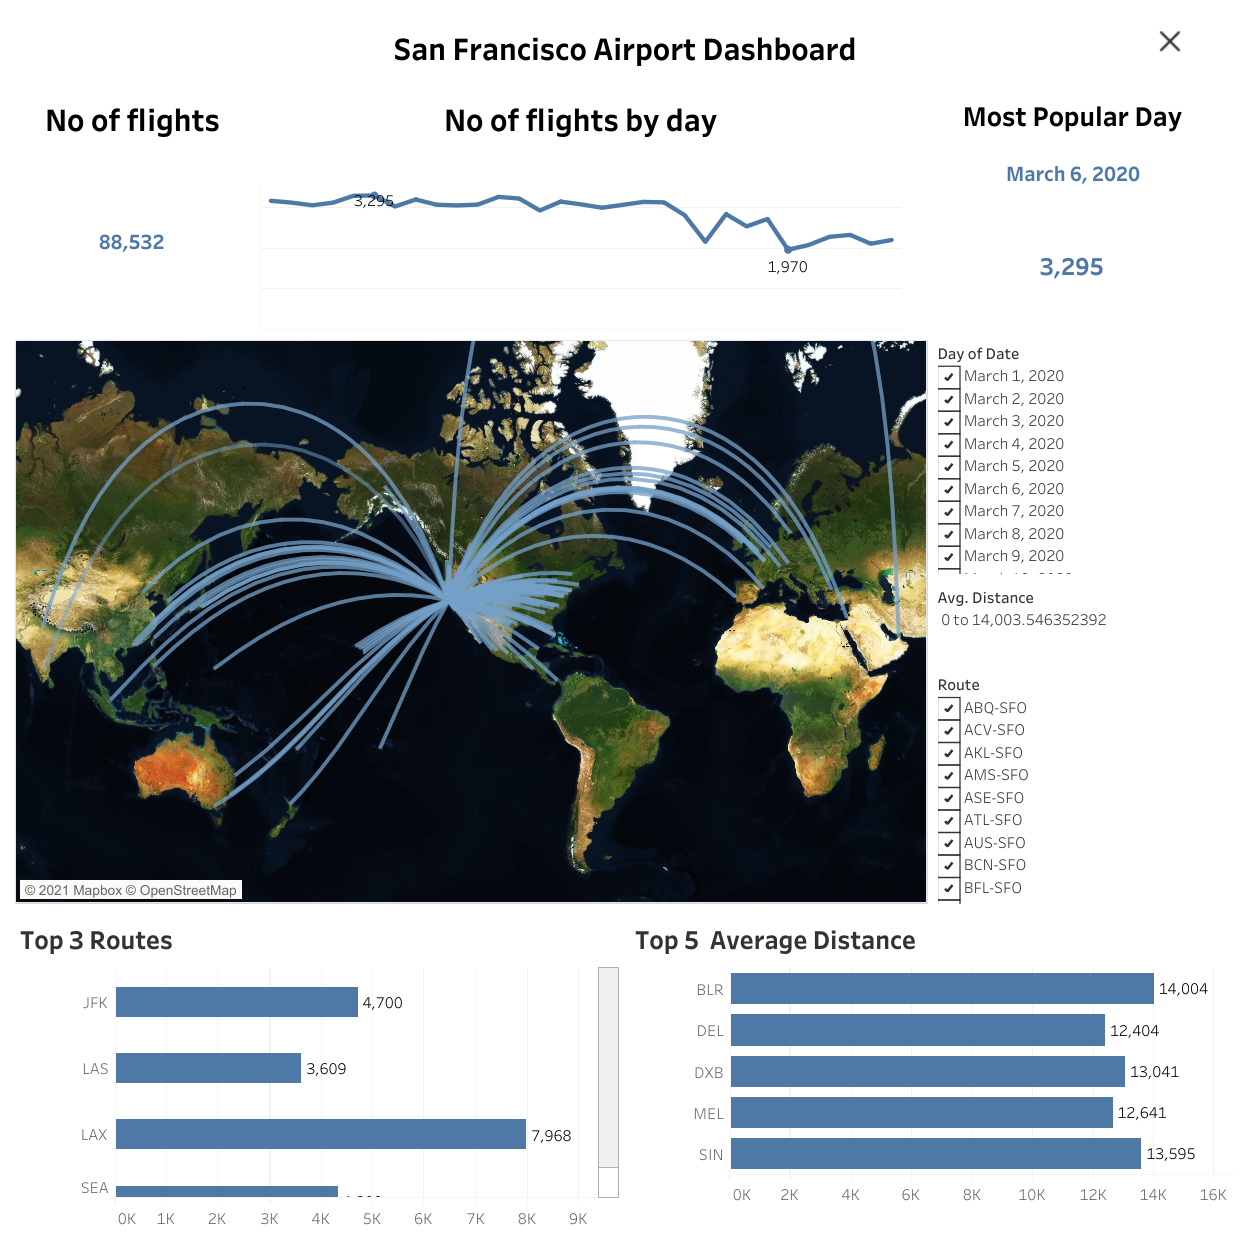 San Francisco Airport Dashboard
No of flights
88,532
No of flights by day
3,295
1,970
Most Popular Day
March 6, 2020
3,295
© 2021 Mapbox © OpenStreetMap
Day of Date
March 1, 2020
March 2, 2020
March 3, 2020
March 4, 2020
March 5, 2020
March 6, 2020
March 7, 2020
March 8, 2020
March 9, 2020
Avg. Distance
0 to 14,003.546352392
Route
ABQ-SFO
ACV-SFO
AKL-SFO
AMS-SFO
ASE-SFO
ATL-SFO
AUS-SFO
BCN-SFO
BFL-SFO
Top 3 Routes
JFK 4,700
LAS 3,609
LAX 7,968
SEA
0K 1K 2K 3K 4K 5K 6K 7K 8K 9K
Top 5 Average Distance
BLR 14,004
DEL 12,404
DXB 13,041
MEL 12,641
SIN 13,595
0K 2K 4K 6K 8K 10K 12K 14K 16K